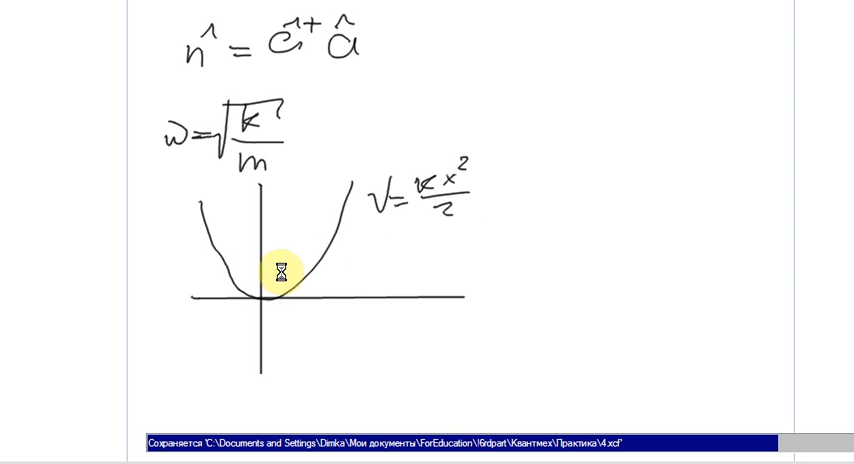 n̂ = â⁺ â
ω = √(k/m)
V = kx²/2
Сохраняется 'C:\Documents and Settings\Dimka\Мои документы\ForEducation\!6rdpart\Квантмех\Практика\4.xcf'